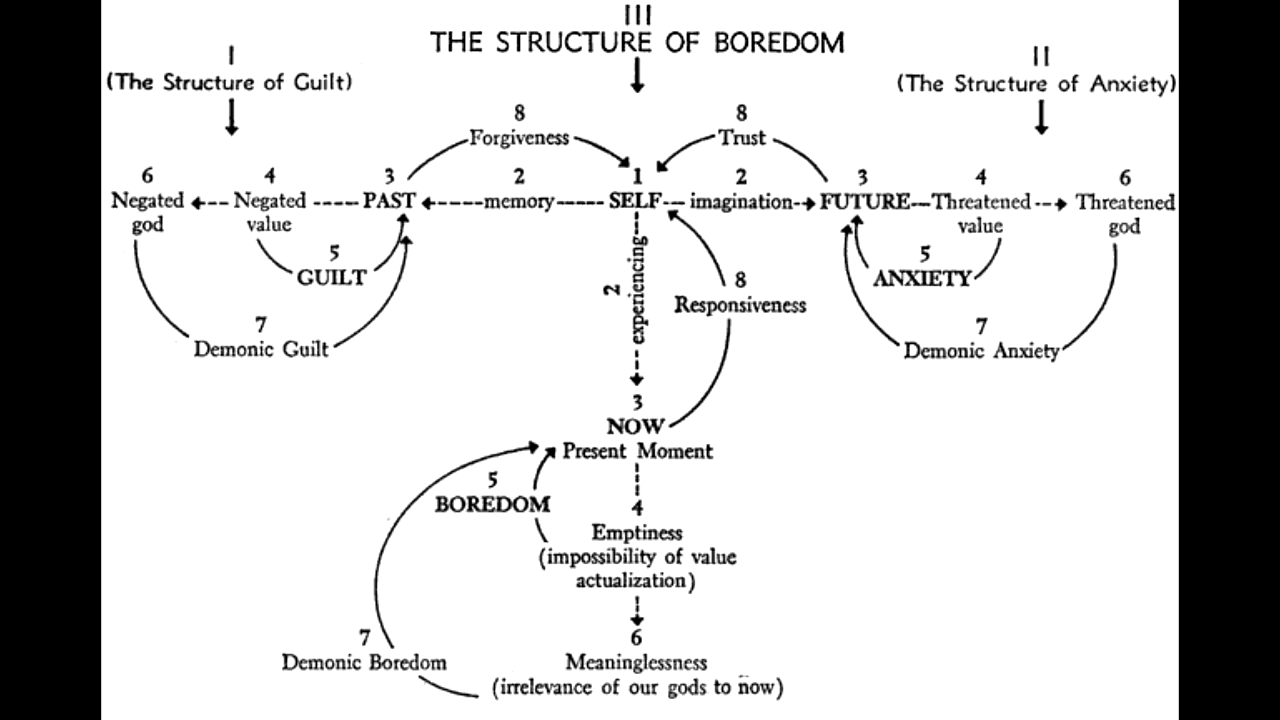 III
THE STRUCTURE OF BOREDOM
I
(The Structure of Guilt)
II
(The Structure of Anxiety)
8
Forgiveness
8
Trust
6
Negated
god
4
Negated
value
3
PAST
2
memory
1
SELF
2
imagination
3
FUTURE
4
Threatened
value
6
Threatened
god
5
GUILT
7
Demonic Guilt
2
experiencing
8
Responsiveness
5
ANXIETY
7
Demonic Anxiety
3
NOW
Present Moment
5
BOREDOM
4
Emptiness
(impossibility of value
actualization)
7
Demonic Boredom
6
Meaninglessness
(irrelevance of our gods to now)